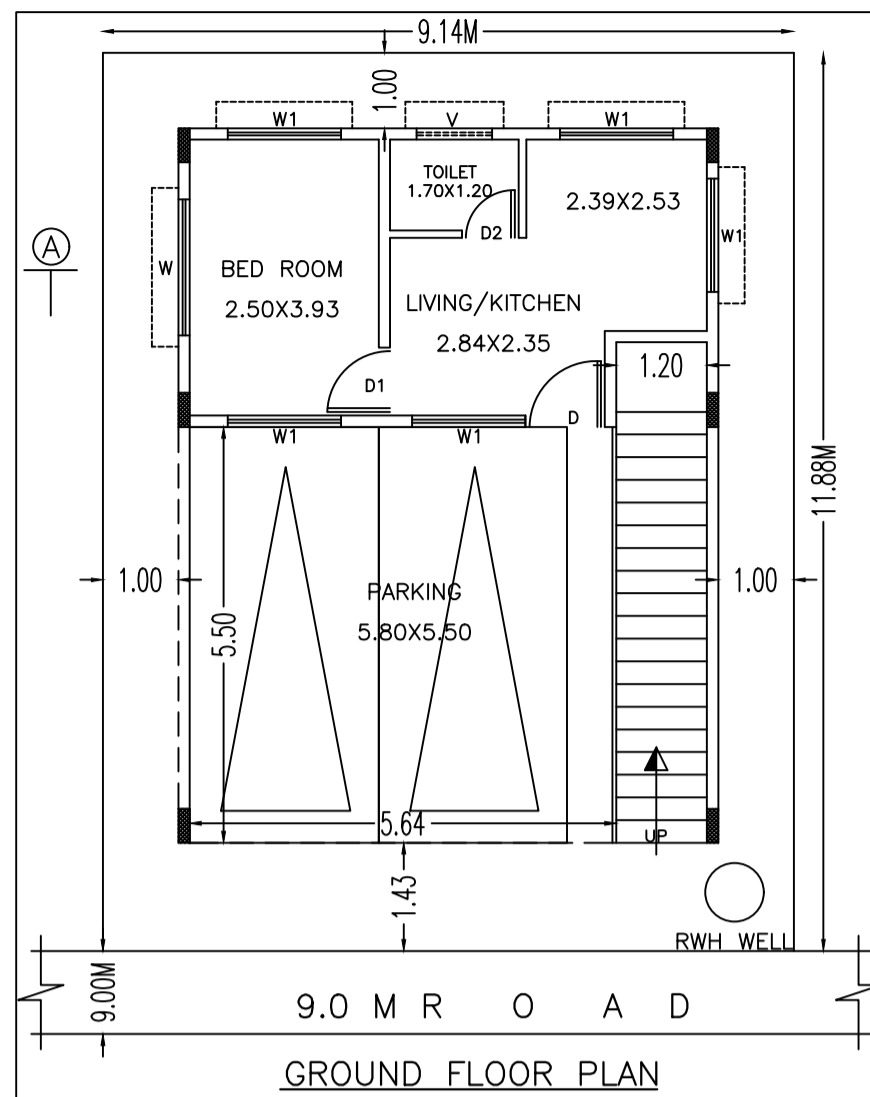 9.14M
1.00
W1
V
W1
TOILET
1.70X1.20
2.39X2.53
D2
W1
A
W
BED ROOM
2.50X3.93
LIVING/KITCHEN
2.84X2.35
1.20
D1
D
W1
W1
11.88M
1.00
1.00
PARKING
5.80X5.50
5.50
5.64
UP
1.43
RWH WELL
9.00M
9.0 M R O A D
GROUND FLOOR PLAN